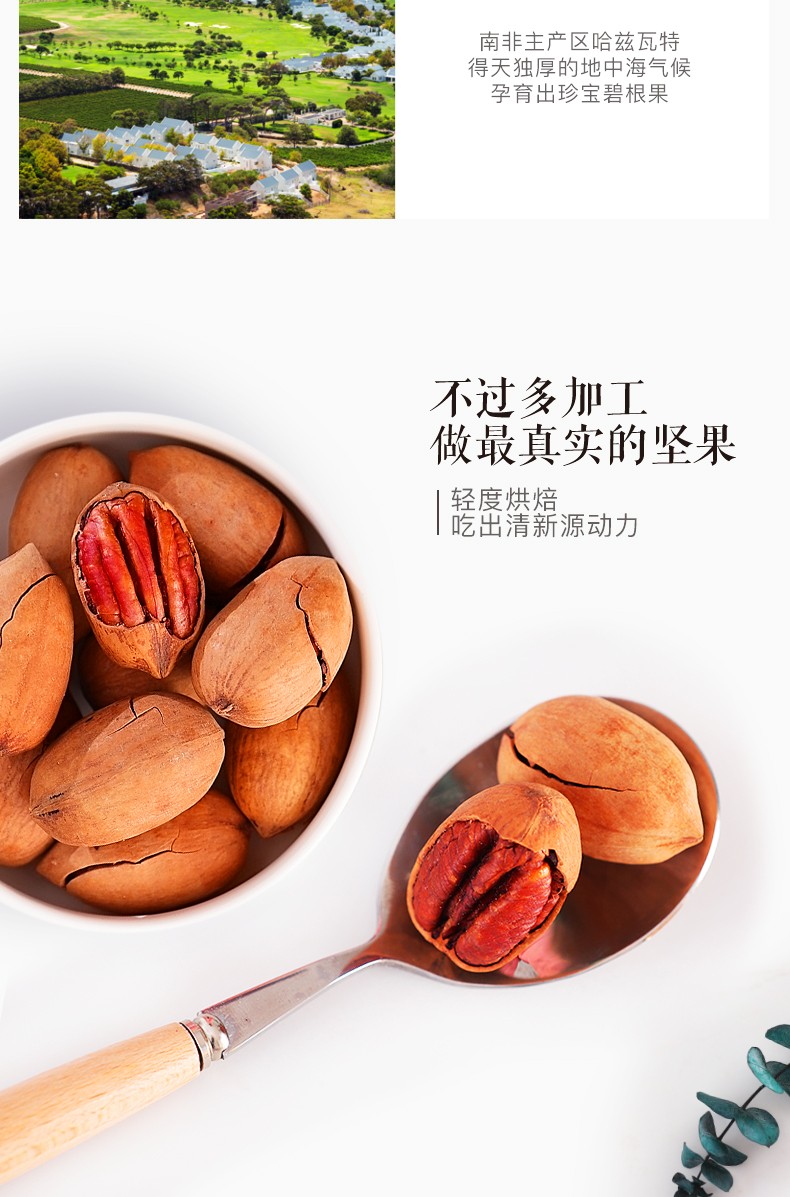 南非主产区哈兹瓦特
得天独厚的地中海气候
孕育出珍宝碧根果
不过多加工
做最真实的坚果
轻度烘焙
吃出清新源动力